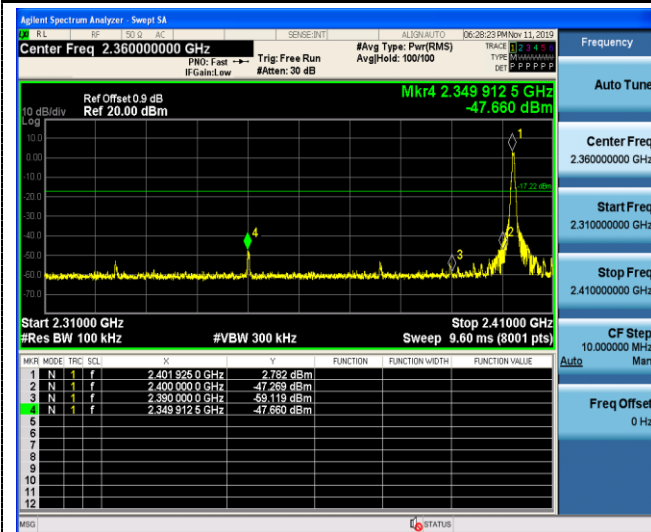 Agilent Spectrum Analyzer - Swept SA
RL RF 50 Ω AC SENSE:INT ALIGNAUTO 06:28:23 PM Nov 11, 2019
Center Freq 2.360000000 GHz
PNO: Fast
IFGain:Low
Trig: Free Run
#Atten: 30 dB
#Avg Type: Pwr(RMS)
Avg|Hold: 100/100
TRACE 1 2 3 4 5 6
TYPE M
DET P P P P P P
Frequency
Ref Offset 0.9 dB
Ref 20.00 dBm
10 dB/div
Log
Mkr4 2.349 912 5 GHz
-47.660 dBm
10.0
0.00
-10.0
-20.0
-30.0
-40.0
-50.0
-60.0
-70.0
1
-17.22 dBm
2
3
4
Start 2.31000 GHz
Stop 2.41000 GHz
#Res BW 100 kHz
#VBW 300 kHz
Sweep 9.60 ms (8001 pts)
MKR MODE TRC SCL X Y FUNCTION FUNCTION WIDTH FUNCTION VALUE
1 N 1 f 2.401 925 0 GHz 2.782 dBm
2 N 1 f 2.400 000 0 GHz -47.269 dBm
3 N 1 f 2.390 000 0 GHz -59.119 dBm
4 N 1 f 2.349 912 5 GHz -47.660 dBm
5
6
7
8
9
10
11
12
MSG
STATUS
Auto Tune
Center Freq
2.360000000 GHz
Start Freq
2.310000000 GHz
Stop Freq
2.410000000 GHz
CF Step
10.000000 MHz
Auto Man
Freq Offset
0 Hz